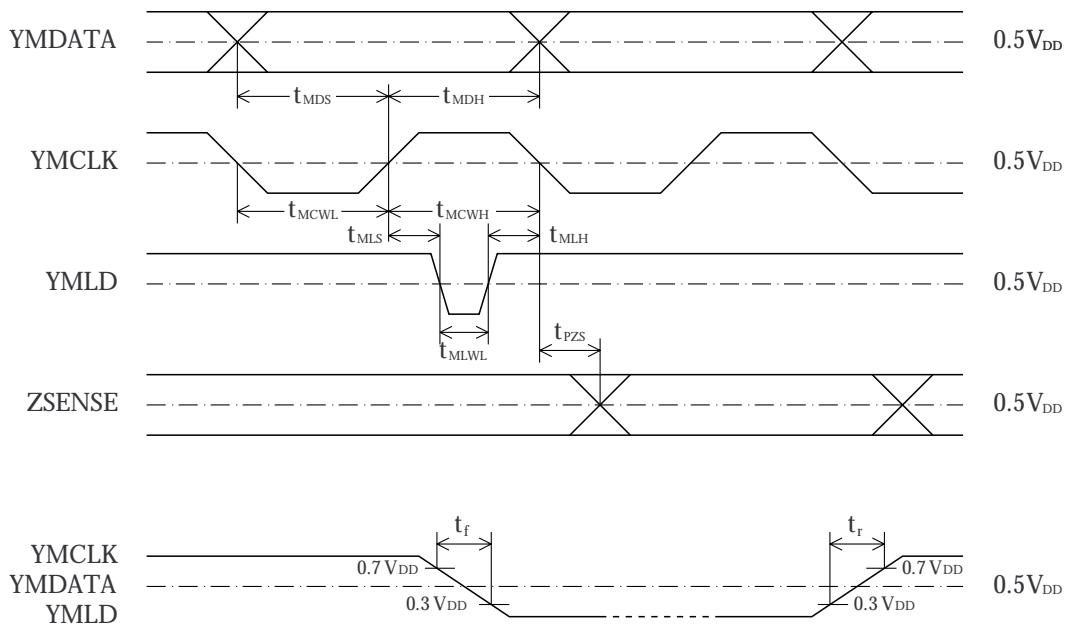 YMDATA 0.5VDD
tMDS tMDH
YMCLK 0.5VDD
tMCWL tMCWH
tMLS tMLH
YMLD 0.5VDD
tPZS
tMLWL
ZSENSE 0.5VDD
tf tr
YMCLK
0.7 VDD 0.7 VDD
YMDATA 0.5VDD
0.3 VDD 0.3 VDD
YMLD